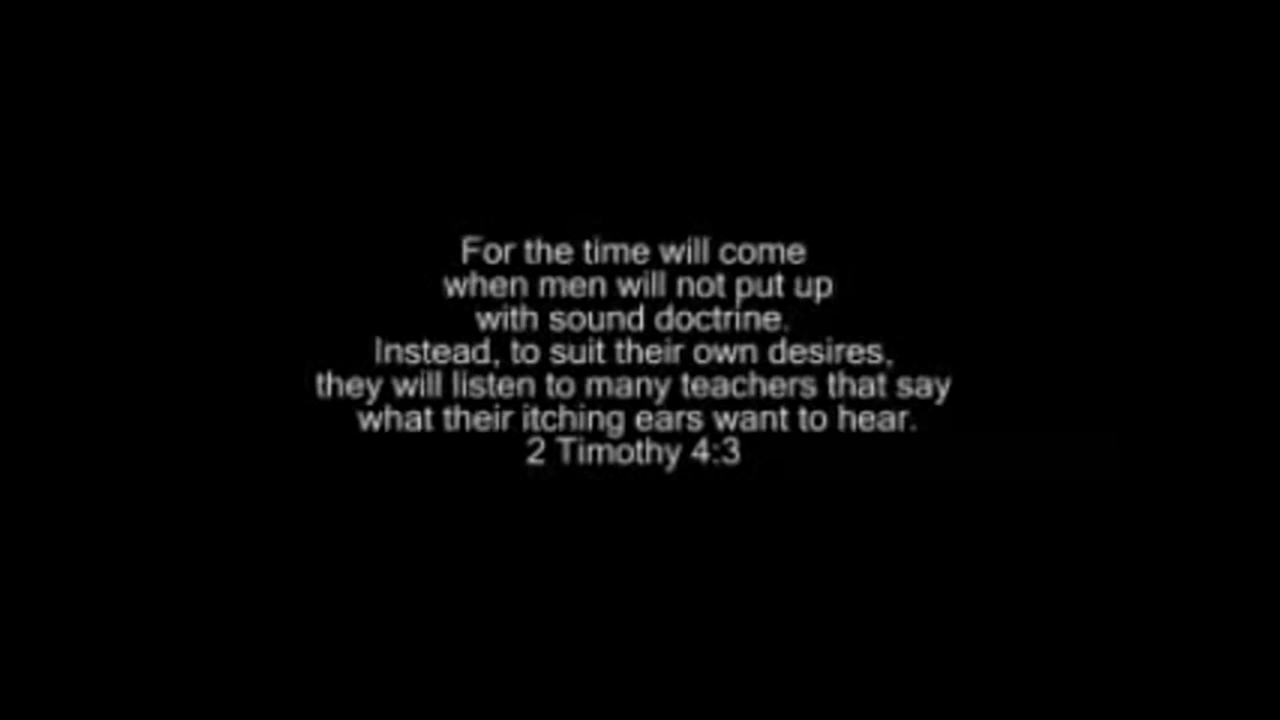 For the time will come
when men will not put up
with sound doctrine.
Instead, to suit their own desires,
they will listen to many teachers that say
what their itching ears want to hear.
2 Timothy 4:3